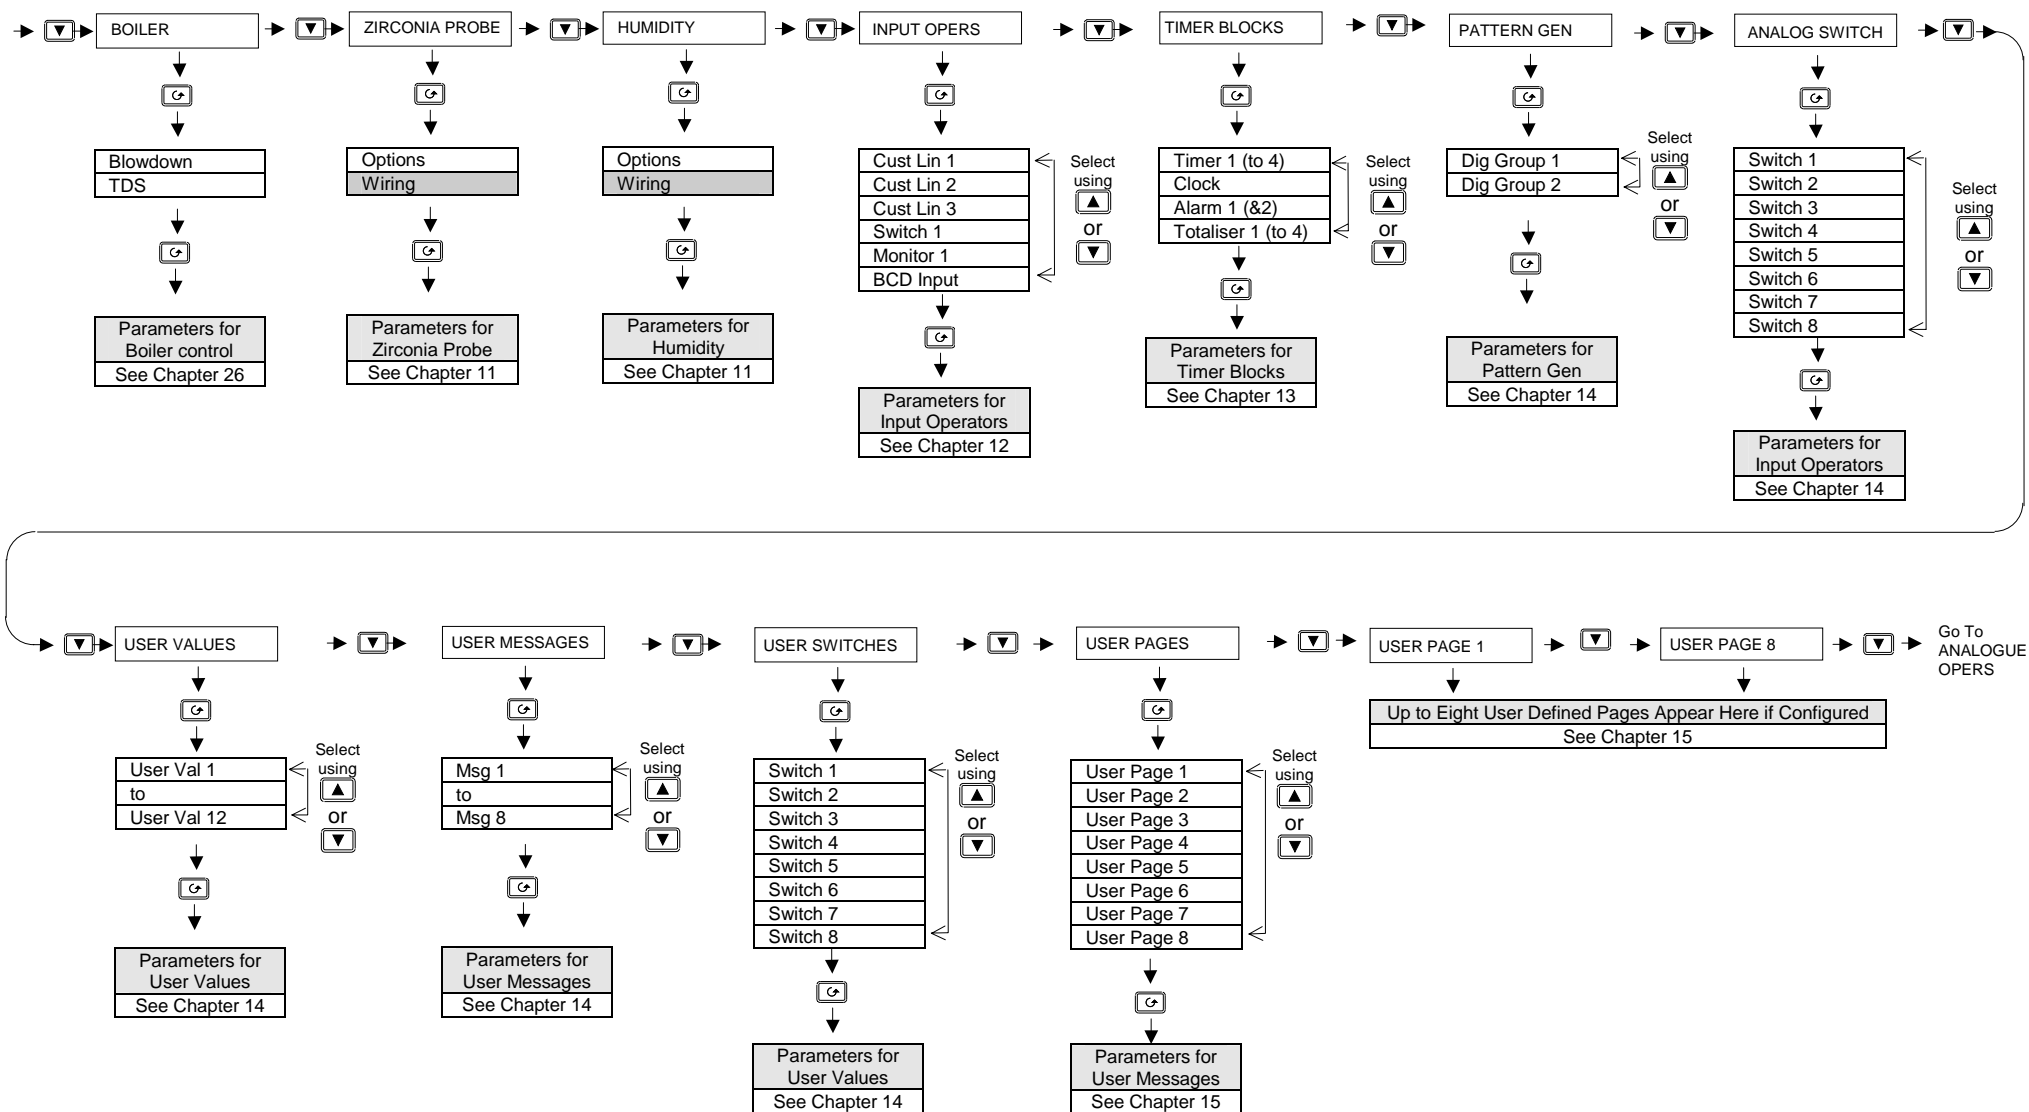 BOILER
ZIRCONIA PROBE
HUMIDITY
INPUT OPERS
TIMER BLOCKS
PATTERN GEN
ANALOG SWITCH
Blowdown
TDS
Parameters for
Boiler control
See Chapter 26
Options
Wiring
Parameters for
Zirconia Probe
See Chapter 11
Options
Wiring
Parameters for
Humidity
See Chapter 11
Cust Lin 1
Cust Lin 2
Cust Lin 3
Switch 1
Monitor 1
BCD Input
Select
using
or
Parameters for
Input Operators
See Chapter 12
Timer 1 (to 4)
Clock
Alarm 1 (&2)
Totaliser 1 (to 4)
Select
using
or
Parameters for
Timer Blocks
See Chapter 13
Dig Group 1
Dig Group 2
Select
using
or
Parameters for
Pattern Gen
See Chapter 14
Switch 1
Switch 2
Switch 3
Switch 4
Switch 5
Switch 6
Switch 7
Switch 8
Select
using
or
Parameters for
Input Operators
See Chapter 14
USER VALUES
USER MESSAGES
USER SWITCHES
USER PAGES
USER PAGE 1
USER PAGE 8
Go To
ANALOGUE
OPERS
User Val 1
to
User Val 12
Select
using
or
Parameters for
User Values
See Chapter 14
Msg 1
to
Msg 8
Select
using
or
Parameters for
User Messages
See Chapter 14
Switch 1
Switch 2
Switch 3
Switch 4
Switch 5
Switch 6
Switch 7
Switch 8
Select
using
or
Parameters for
User Values
See Chapter 14
User Page 1
User Page 2
User Page 3
User Page 4
User Page 5
User Page 6
User Page 7
User Page 8
Select
using
or
Parameters for
User Messages
See Chapter 15
Up to Eight User Defined Pages Appear Here if Configured
See Chapter 15